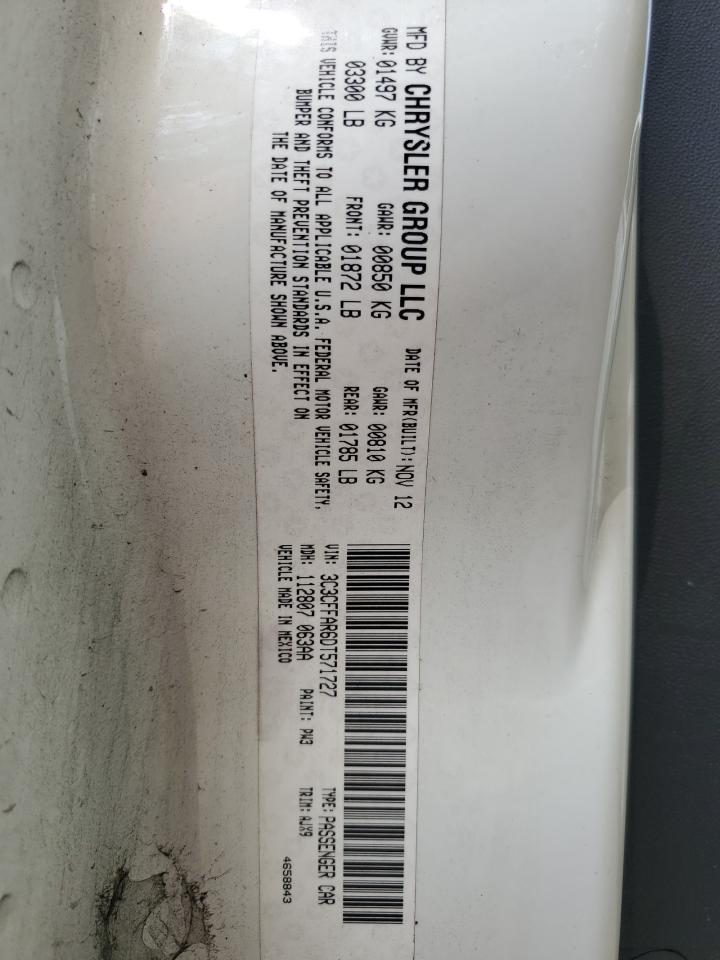 MFD BY CHRYSLER GROUP LLC DATE OF MFR(BUILT): NOV 12
GVWR: 01497 KG GAWR: 00850 KG GAWR: 00810 KG
03300 LB FRONT: 01872 LB REAR: 01785 LB
THIS VEHICLE CONFORMS TO ALL APPLICABLE U.S.A. FEDERAL MOTOR VEHICLE SAFETY,
BUMPER AND THEFT PREVENTION STANDARDS IN EFFECT ON
THE DATE OF MANUFACTURE SHOWN ABOVE.
VIN: 3C3CFFAR6DT571727 TYPE: PASSENGER CAR
MDH: 112807 063AA PAINT: PW3 TRIM: AJX9
VEHICLE MADE IN MEXICO 4658843